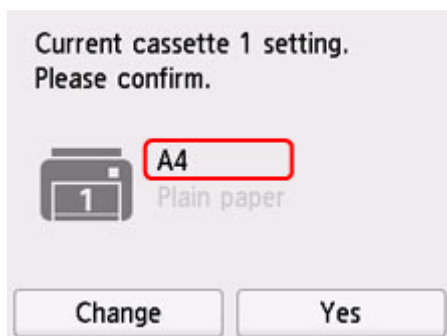 Current cassette 1 setting.
Please confirm.
A4
1
Plain paper
Change
Yes